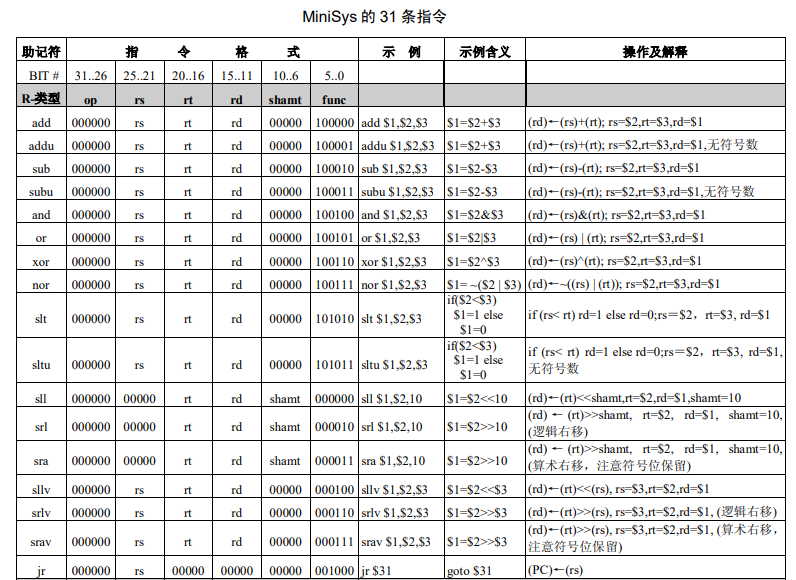 MiniSys 的 31 条指令
助记符 指 令 格 式 示 例 示例含义 操作及解释
BIT # 31..26 25..21 20..16 15..11 10..6 5..0
R-类型 op rs rt rd shamt func
add 000000 rs rt rd 00000 100000 add $1,$2,$3 $1=$2+$3 (rd)←(rs)+(rt); rs=$2,rt=$3,rd=$1
addu 000000 rs rt rd 00000 100001 addu $1,$2,$3 $1=$2+$3 (rd)←(rs)+(rt); rs=$2,rt=$3,rd=$1,无符号数
sub 000000 rs rt rd 00000 100010 sub $1,$2,$3 $1=$2-$3 (rd)←(rs)-(rt); rs=$2,rt=$3,rd=$1
subu 000000 rs rt rd 00000 100011 subu $1,$2,$3 $1=$2-$3 (rd)←(rs)-(rt); rs=$2,rt=$3,rd=$1,无符号数
and 000000 rs rt rd 00000 100100 and $1,$2,$3 $1=$2&$3 (rd)←(rs)&(rt); rs=$2,rt=$3,rd=$1
or 000000 rs rt rd 00000 100101 or $1,$2,$3 $1=$2|$3 (rd)←(rs) | (rt); rs=$2,rt=$3,rd=$1
xor 000000 rs rt rd 00000 100110 xor $1,$2,$3 $1=$2^$3 (rd)←(rs)^(rt); rs=$2,rt=$3,rd=$1
nor 000000 rs rt rd 00000 100111 nor $1,$2,$3 $1= ~($2 | $3) (rd)←~((rs) | (rt)); rs=$2,rt=$3,rd=$1
slt 000000 rs rt rd 00000 101010 slt $1,$2,$3 if($2<$3)
$1=1 else
$1=0
if (rs< rt) rd=1 else rd=0;rs＝$2，rt=$3, rd=$1
sltu 000000 rs rt rd 00000 101011 sltu $1,$2,$3 if($2<$3)
$1=1 else
$1=0
if (rs< rt) rd=1 else rd=0;rs＝$2，rt=$3, rd=$1,
无符号数
sll 000000 00000 rt rd shamt 000000 sll $1,$2,10 $1=$2<<10 (rd)←(rt)<<shamt,rt=$2,rd=$1,shamt=10
srl 000000 00000 rt rd shamt 000010 srl $1,$2,10 $1=$2>>10 (rd) ← (rt)>>shamt, rt=$2, rd=$1, shamt=10,
(逻辑右移)
sra 000000 00000 rt rd shamt 000011 sra $1,$2,10 $1=$2>>10 (rd) ← (rt)>>shamt, rt=$2, rd=$1, shamt=10,
(算术右移，注意符号位保留)
sllv 000000 rs rt rd 00000 000100 sllv $1,$2,$3 $1=$2<<$3 (rd)←(rt)<<(rs), rs=$3,rt=$2,rd=$1
srlv 000000 rs rt rd 00000 000110 srlv $1,$2,$3 $1=$2>>$3 (rd)←(rt)>>(rs), rs=$3,rt=$2,rd=$1, (逻辑右移)
srav 000000 rs rt rd 00000 000111 srav $1,$2,$3 $1=$2>>$3 (rd)←(rt)>>(rs), rs=$3,rt=$2,rd=$1, (算术右移，
注意符号位保留)
jr 000000 rs 00000 00000 00000 001000 jr $31 goto $31 (PC)←(rs)